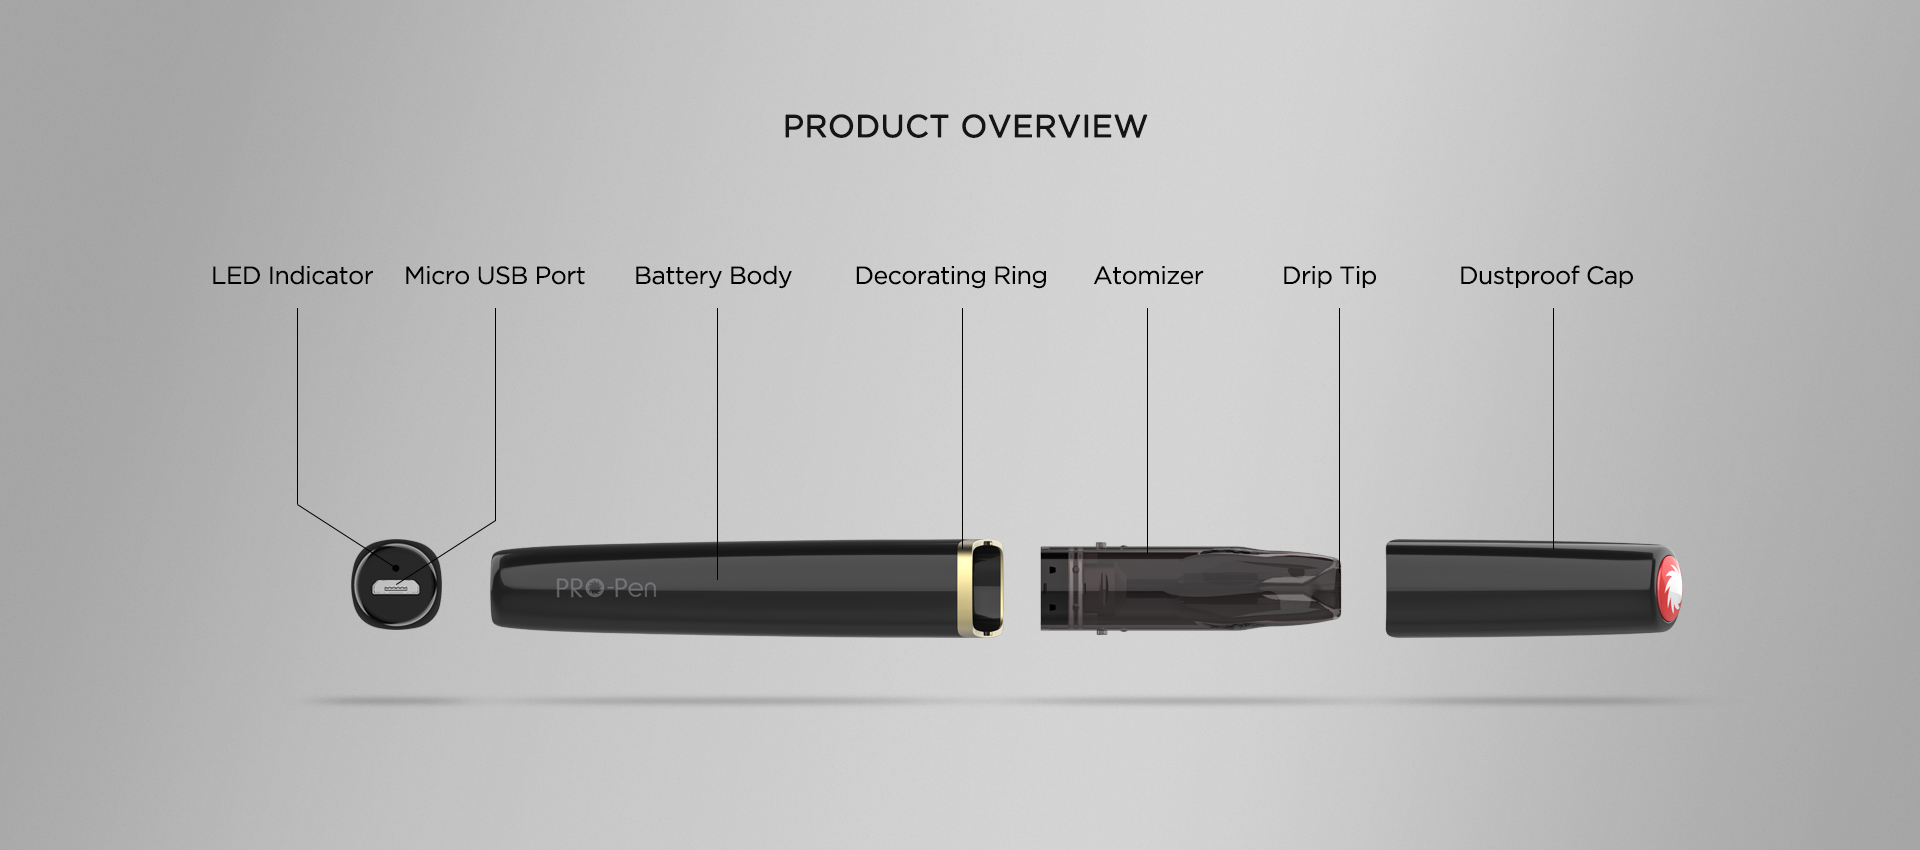 PRODUCT OVERVIEW
LED Indicator
Micro USB Port
Battery Body
Decorating Ring
Atomizer
Drip Tip
Dustproof Cap
PRO-Pen